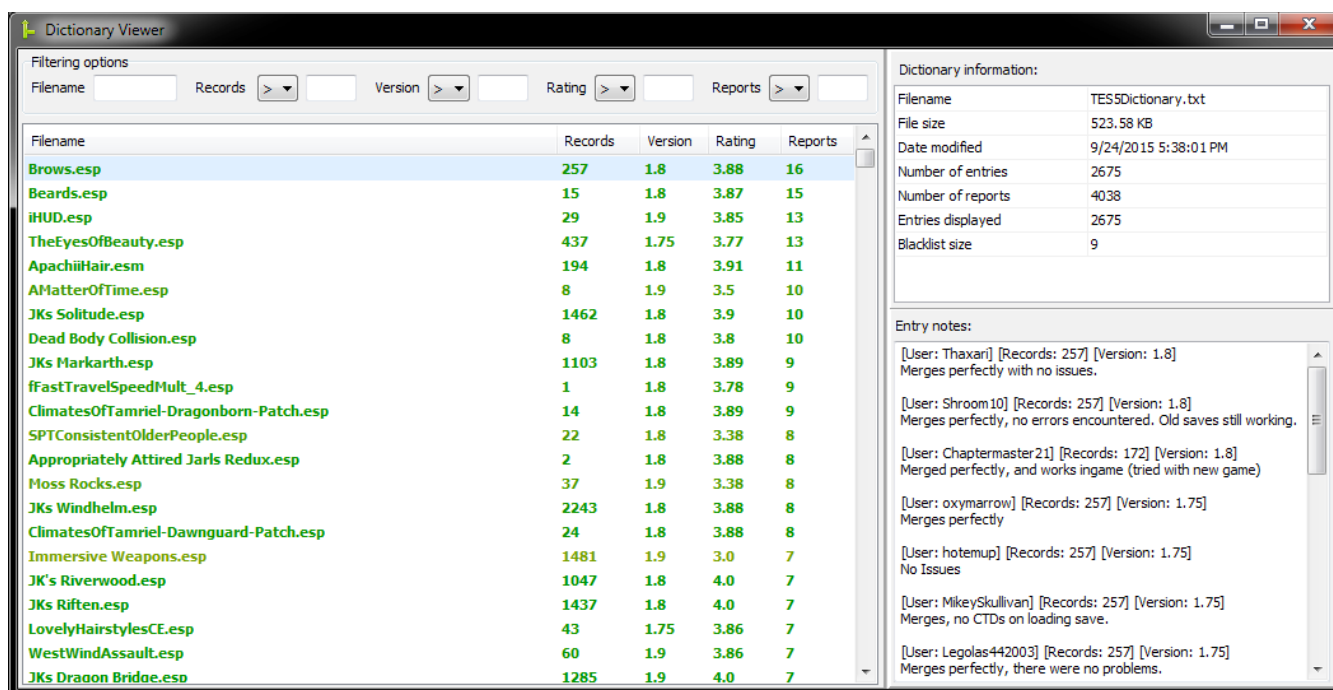 Dictionary Viewer
Filtering options
Filename Records > Version > Rating > Reports >
Filename Records Version Rating Reports
Brows.esp 257 1.8 3.88 16
Beards.esp 15 1.8 3.87 15
iHUD.esp 29 1.9 3.85 13
TheEyesOfBeauty.esp 437 1.75 3.77 13
ApachiiHair.esm 194 1.8 3.91 11
AMatterOfTime.esp 8 1.9 3.5 10
JKs Solitude.esp 1462 1.8 3.9 10
Dead Body Collision.esp 8 1.8 3.8 10
JKs Markarth.esp 1103 1.8 3.89 9
fFastTravelSpeedMult_4.esp 1 1.8 3.78 9
ClimatesOfTamriel-Dragonborn-Patch.esp 14 1.8 3.89 9
SPTConsistentOlderPeople.esp 22 1.8 3.38 8
Appropriately Attired Jarls Redux.esp 2 1.8 3.88 8
Moss Rocks.esp 37 1.9 3.38 8
JKs Windhelm.esp 2243 1.8 3.88 8
ClimatesOfTamriel-Dawnguard-Patch.esp 24 1.8 3.88 8
Immersive Weapons.esp 1481 1.9 3.0 7
JK's Riverwood.esp 1047 1.8 4.0 7
JKs Riften.esp 1437 1.8 4.0 7
LovelyHairstylesCE.esp 43 1.75 3.86 7
WestWindAssault.esp 60 1.9 3.86 7
JKs Dragon Bridge.esp 1285 1.9 4.0 7
Dictionary information:
Filename TES5Dictionary.txt
File size 523.58 KB
Date modified 9/24/2015 5:38:01 PM
Number of entries 2675
Number of reports 4038
Entries displayed 2675
Blacklist size 9
Entry notes:
[User: Thaxari] [Records: 257] [Version: 1.8]
Merges perfectly with no issues.
[User: Shroom10] [Records: 257] [Version: 1.8]
Merges perfectly, no errors encountered. Old saves still working.
[User: Chaptermaster21] [Records: 172] [Version: 1.8]
Merged perfectly, and works ingame (tried with new game)
[User: oxymarrow] [Records: 257] [Version: 1.75]
Merges perfectly
[User: hotemup] [Records: 257] [Version: 1.75]
No Issues
[User: MikeySkullivan] [Records: 257] [Version: 1.75]
Merges, no CTDs on loading save.
[User: Legolas442003] [Records: 257] [Version: 1.75]
Merges perfectly, there were no problems.